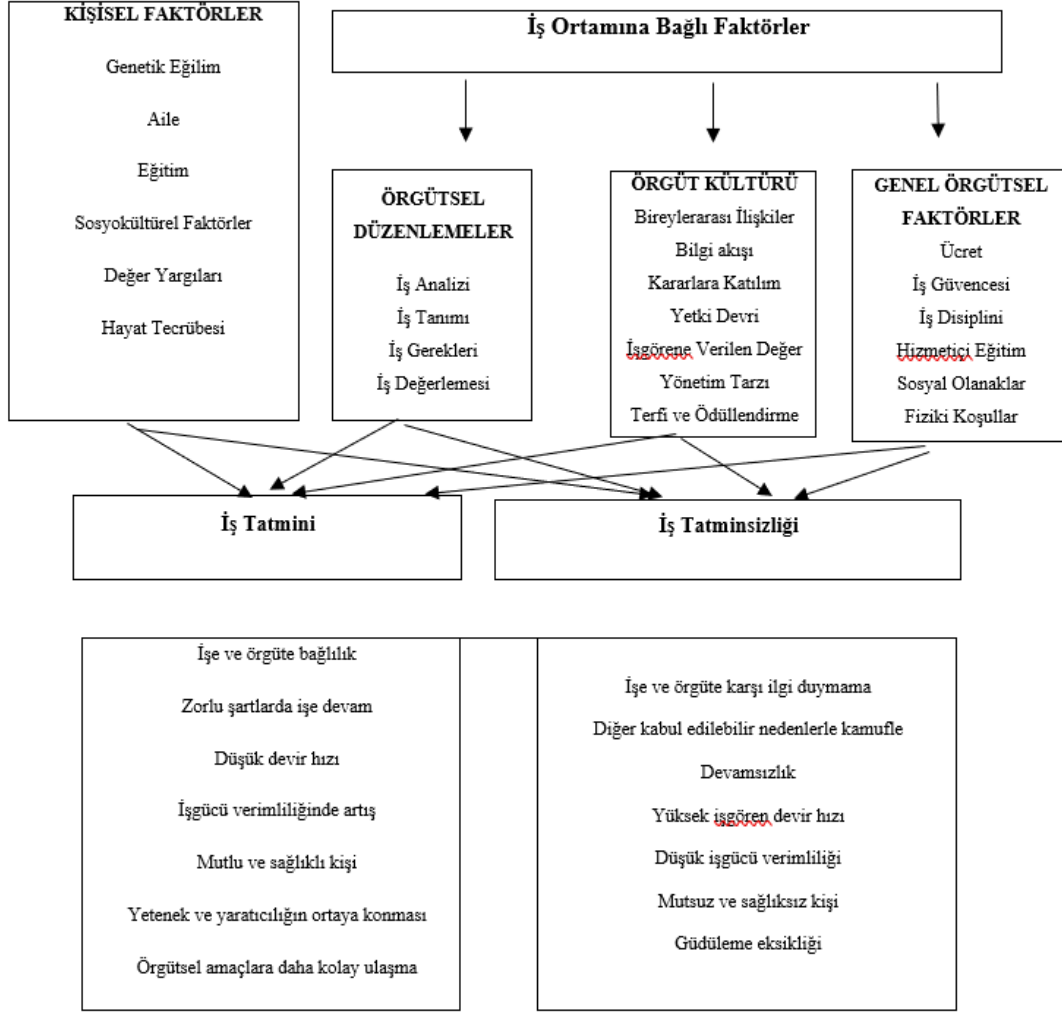 KİŞİSEL FAKTÖRLER
Genetik Eğilim
Aile
Eğitim
Sosyokültürel Faktörler
Değer Yargıları
Hayat Tecrübesi
İş Ortamına Bağlı Faktörler
ÖRGÜTSEL
DÜZENLEMELER
İş Analizi
İş Tanımı
İş Gerekleri
İş Değerlemesi
ÖRGÜT KÜLTÜRÜ
Bireylerarası İlişkiler
Bilgi akışı
Kararlara Katılım
Yetki Devri
İşgörene Verilen Değer
Yönetim Tarzı
Terfi ve Ödüllendirme
GENEL ÖRGÜTSEL
FAKTÖRLER
Ücret
İş Güvencesi
İş Disiplini
Hizmetiçi Eğitim
Sosyal Olanaklar
Fiziki Koşullar
İş Tatmini
İş Tatminsizliği
İşe ve örgüte bağlılık
Zorlu şartlarda işe devam
Düşük devir hızı
İşgücü verimliliğinde artış
Mutlu ve sağlıklı kişi
Yetenek ve yaratıcılığın ortaya konması
Örgütsel amaçlara daha kolay ulaşma
İşe ve örgüte karşı ilgi duymama
Diğer kabul edilebilir nedenlerle kamufle
Devamsızlık
Yüksek işgören devir hızı
Düşük işgücü verimliliği
Mutsuz ve sağlıksız kişi
Güdüleme eksikliği